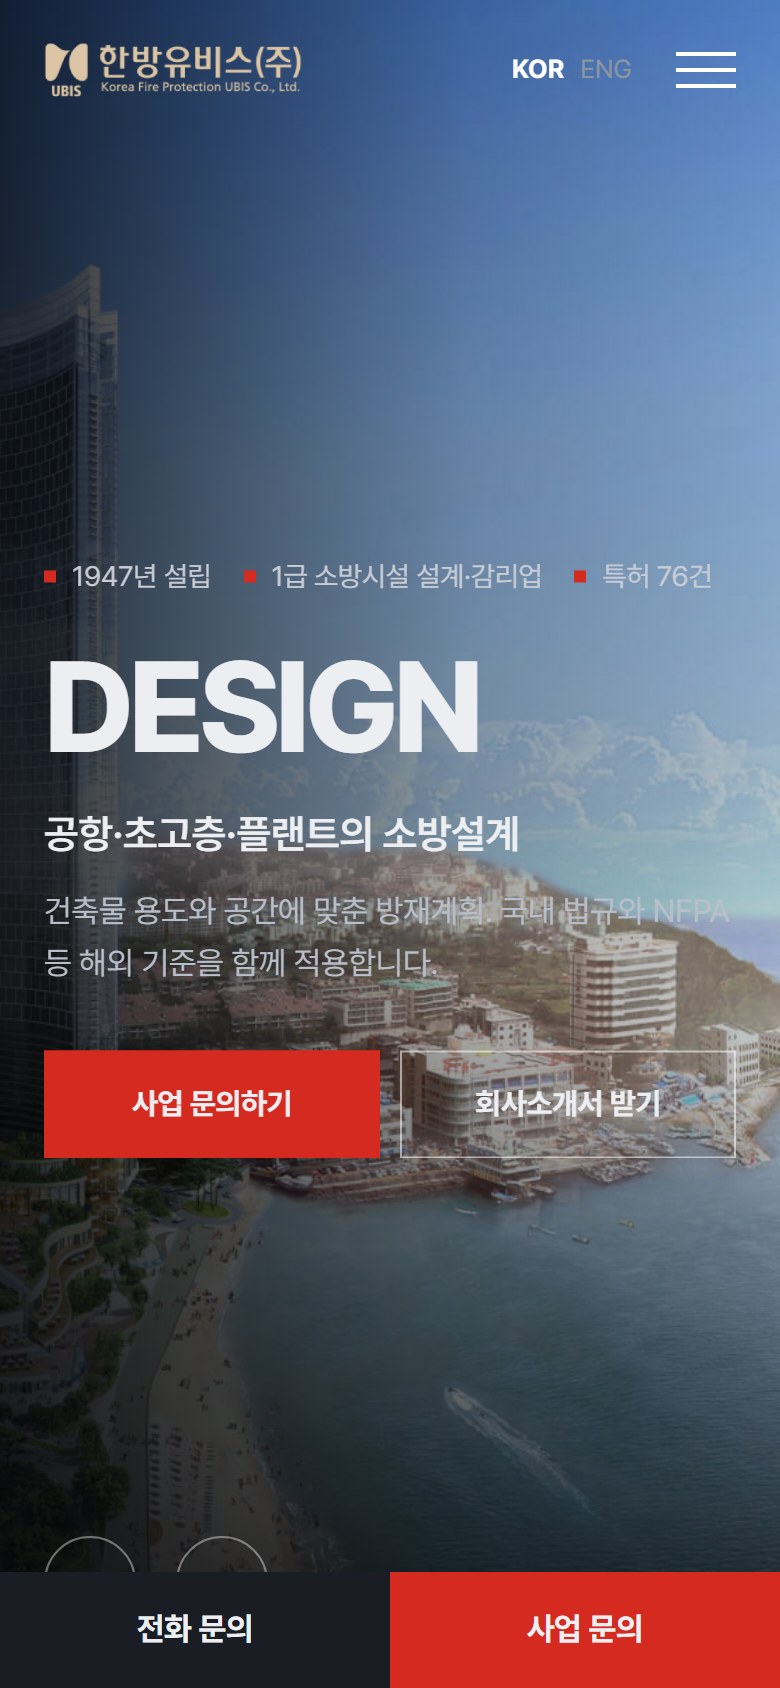 한방유비스(주)
UBIS
Korea Fire Protection UBIS Co., Ltd.
KOR ENG
1947년 설립 1급 소방시설 설계·감리업 특허 76건
DESIGN
공항·초고층·플랜트의 소방설계
건축물 용도와 공간에 맞춘 방재계획. 국내 법규와 NFPA
등 해외 기준을 함께 적용합니다.
사업 문의하기 회사소개서 받기
전화 문의 사업 문의